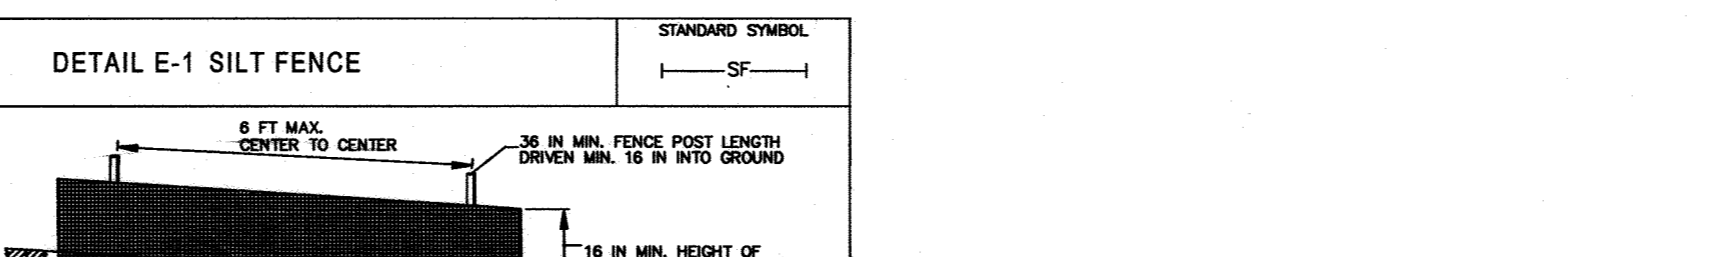 DETAIL E-1 SILT FENCE
STANDARD SYMBOL
SF
6 FT MAX.
CENTER TO CENTER
36 IN MIN. FENCE POST LENGTH
DRIVEN MIN. 16 IN INTO GROUND
16 IN MIN. HEIGHT OF